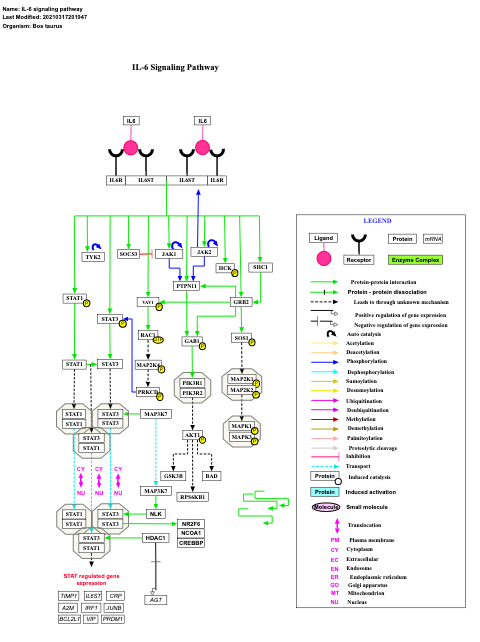 Name: IL-6 signaling pathway
Last Modified: 20210317201947
Organism: Bos taurus
IL-6 Signaling Pathway
IL6 IL6
IL6R IL6ST IL6ST IL6R
TYK2 SOCS3 JAK1 JAK2
HCK P SHC1
PTPN11
STAT1 P VAV1 P GRB2
STAT3 P
RAC1 GTP GAB1 P SOS1 P
STAT1 STAT3 MAP2K6 P
PIK3R1 MAP2K1 P
PRKCD P PIK3R2 MAP2K2 P
STAT1 STAT3 MAP3K7
STAT1 STAT3 MAPK1 P
STAT3 AKT1 P MAPK3 P
STAT1
CY CY CY GSK3B BAD
NU NU NU MAP3K7 RPS6KB1
STAT1 STAT3 NLK
STAT1 STAT3 NR2F6
STAT3 HDAC1 NCOA1
STAT1 CREBBP
STAT regulated gene
expression
TIMP1 IL6ST CRP AGT
A2M IRF1 JUNB
BCL2L1 VIP PRDM1
LEGEND
Ligand Protein mRNA
Receptor Enzyme Complex
Protein-protein interaction
Protein - protein dissociation
Leads to through unknown mechanism
Positive regulation of gene expression
Negative regulation of gene expression
Auto catalysis
Acetylation
Deacetylation
Phosphorylation
Dephosphorylation
Sumoylation
Desumoylation
Ubiquitination
Deubiquitination
Methylation
Demethylation
Palmitoylation
Proteolytic cleavage
Inhibition
Transport
Protein Induced catalysis
Protein Induced activation
Molecule Small molecule
Translocation
PM Plasma membrane
CY Cytoplasm
EC Extracellular
EN Endosome
ER Endoplasmic reticulum
GO Golgi apparatus
MT Mitochondrion
NU Nucleus